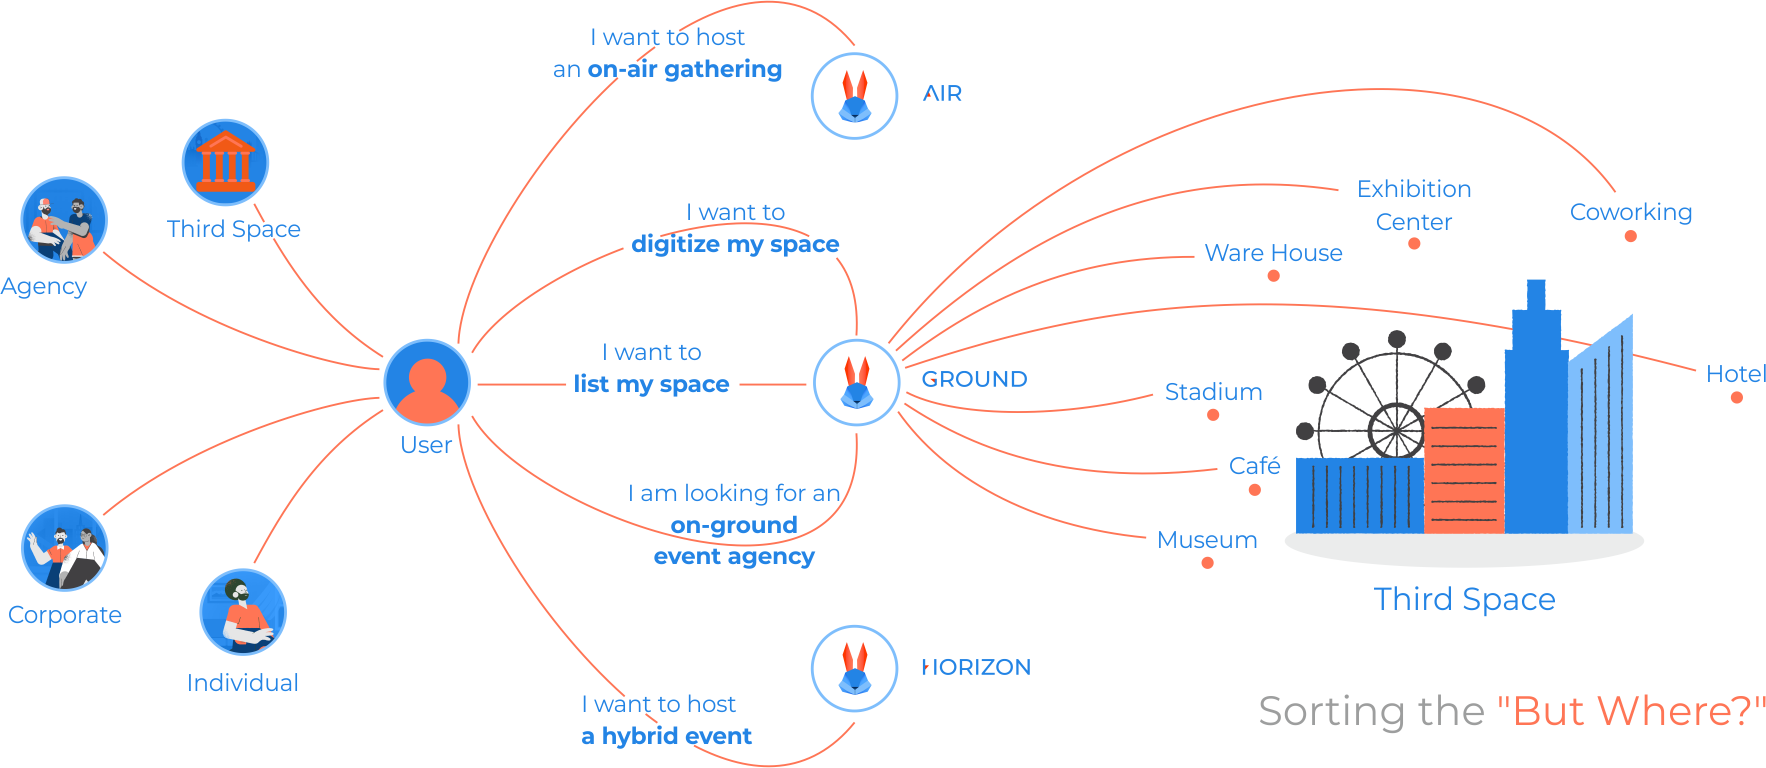 I want to host
an on-air gathering
AIR
Third Space
Agency
I want to
digitize my space
Exhibition
Center
Coworking
Ware House
User
I want to
list my space
GROUND
Stadium
Hotel
Café
I am looking for an
on-ground
event agency
Museum
Corporate
Individual
Third Space
I want to host
a hybrid event
HORIZON
Sorting the "But Where?"